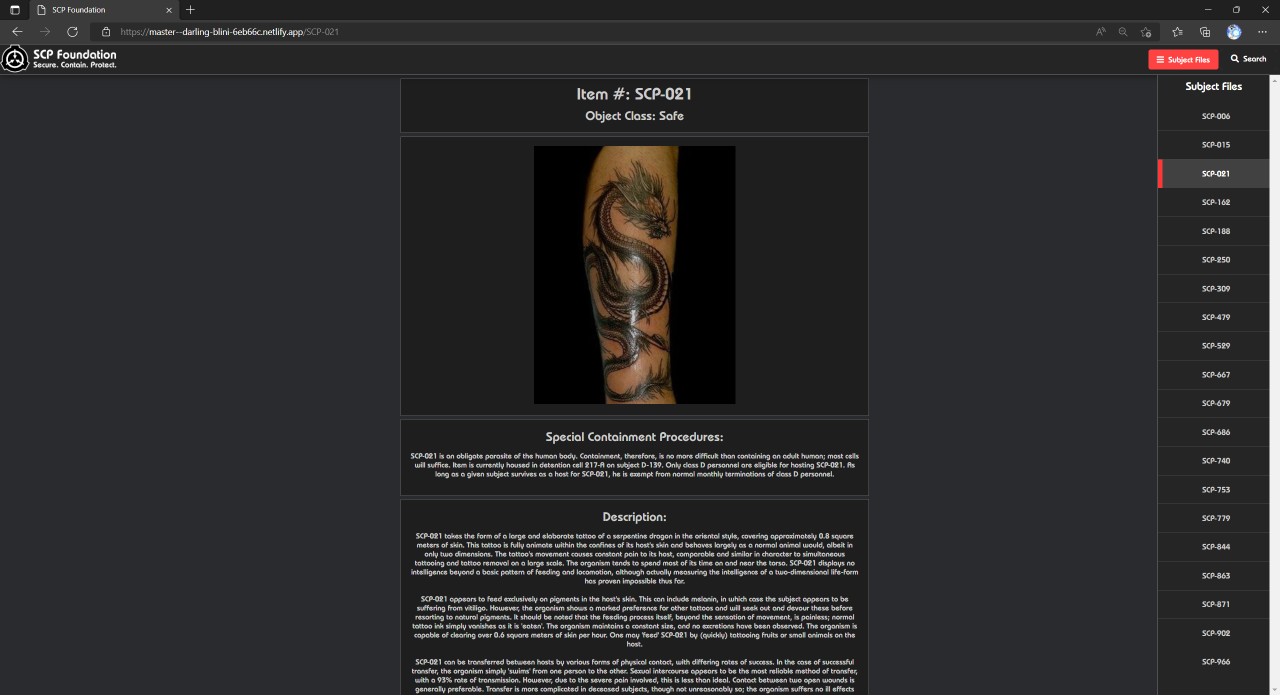 SCP Foundation
https://master--darling-blini-6eb66c.netlify.app/SCP-021
SCP Foundation
Secure. Contain. Protect.
Subject Files
Search
Item #: SCP-021
Object Class: Safe
Special Containment Procedures:
SCP-021 is an obligate parasite of the human body. Containment, therefore, is no more difficult than containing an adult human; most cells
will suffice. Item is currently housed in detention cell 217-A on subject D-139. Only class D personnel are eligible for hosting SCP-021. As
long as a given subject survives as a host for SCP-021, he is exempt from normal monthly terminations of class D personnel.
Description:
SCP-021 takes the form of a large and elaborate tattoo of a serpentine dragon in the oriental style, covering approximately 0.8 square
meters of skin. This tattoo is fully animate within the confines of its host's skin and behaves largely as a normal animal would, albeit in
only two dimensions. The tattoo's movement causes constant pain to its host, comparable and similar in character to simultaneous
tattooing and tattoo removal on a large scale. The organism tends to spend most of its time on and near the torso. SCP-021 displays no
intelligence beyond a basic pattern of feeding and locomotion, although actually measuring the intelligence of a two-dimensional life-form
has proven impossible thus far.
SCP-021 appears to feed exclusively on pigments in the host's skin. This can include melanin, in which case the subject appears to be
suffering from vitiligo. However, the organism shows a marked preference for other tattoos and will seek out and devour these before
resorting to natural pigments. It should be noted that the feeding process itself, beyond the sensation of movement, is painless; normal
tattoo ink simply vanishes as it is 'eaten'. The organism maintains a constant size, and no excretions have been observed. The organism is
capable of clearing over 0.6 square meters of skin per hour. One may 'feed' SCP-021 by (quickly) tattooing fruits or small animals on the
host.
SCP-021 can be transferred between hosts by various forms of physical contact, with differing rates of success. In the case of successful
transfer, the organism simply 'swims' from one person to the other. Sexual intercourse appears to be the most reliable method of transfer,
with a 93% rate of transmission. However, due to the severe pain involved, this is less than ideal. Contact between two open wounds is
generally preferable. Transfer is more complicated in deceased subjects, though not unreasonably so; the organism suffers no ill effects
Subject Files
SCP-006
SCP-015
SCP-021
SCP-162
SCP-188
SCP-250
SCP-309
SCP-479
SCP-529
SCP-667
SCP-679
SCP-686
SCP-740
SCP-753
SCP-779
SCP-844
SCP-863
SCP-871
SCP-902
SCP-966